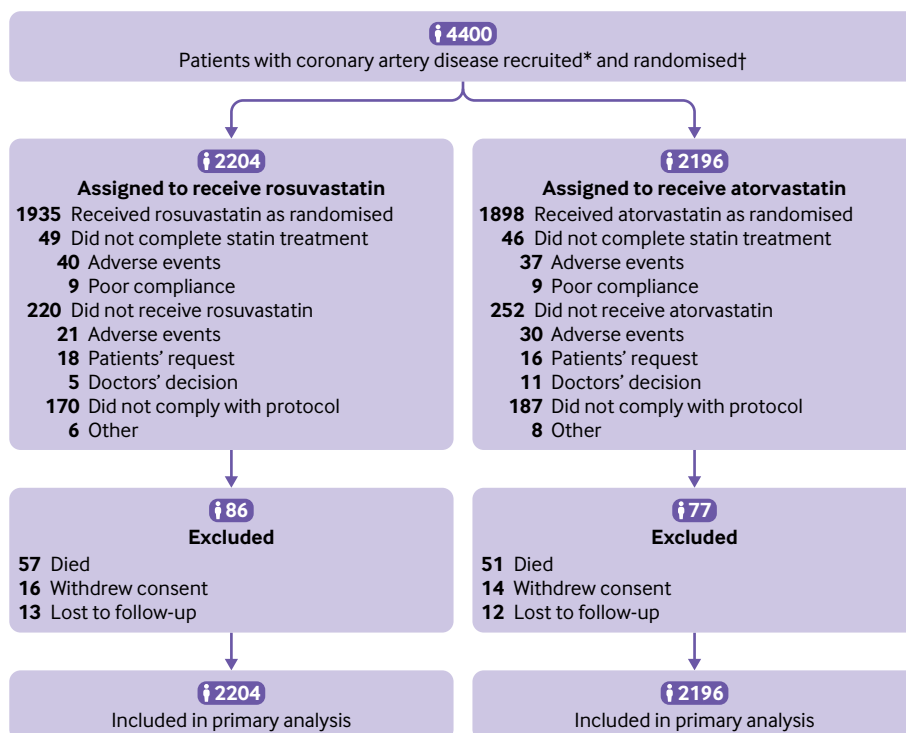 4400
Patients with coronary artery disease recruited* and randomised†
2204
Assigned to receive rosuvastatin
1935 Received rosuvastatin as randomised
49 Did not complete statin treatment
40 Adverse events
9 Poor compliance
220 Did not receive rosuvastatin
21 Adverse events
18 Patients’ request
5 Doctors’ decision
170 Did not comply with protocol
6 Other
2196
Assigned to receive atorvastatin
1898 Received atorvastatin as randomised
46 Did not complete statin treatment
37 Adverse events
9 Poor compliance
252 Did not receive atorvastatin
30 Adverse events
16 Patients’ request
11 Doctors’ decision
187 Did not comply with protocol
8 Other
86
Excluded
57 Died
16 Withdrew consent
13 Lost to follow-up
77
Excluded
51 Died
14 Withdrew consent
12 Lost to follow-up
2204
Included in primary analysis
2196
Included in primary analysis